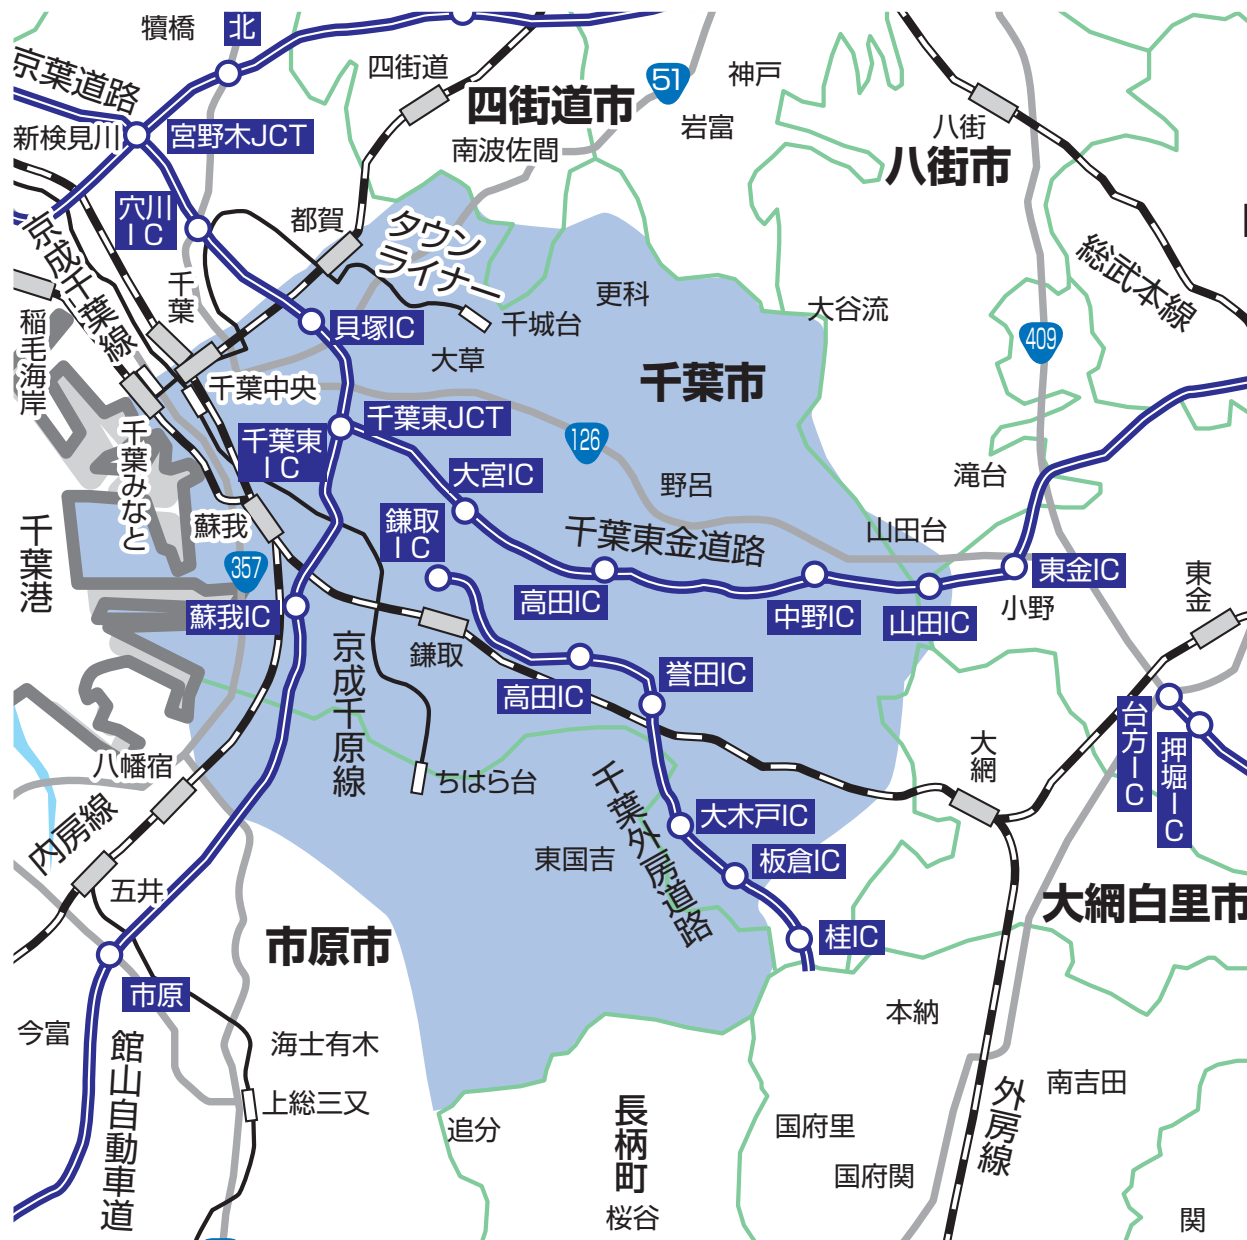 犢橋
北
京葉道路
新検見川
宮野木JCT
四街道
四街道市
51
神戸
岩富
南波佐間
八街
八街市
穴川
IC
都賀
タウン
ライナー
京成千葉線
千葉
稲毛海岸
貝塚IC
千城台
大草
更科
大谷流
総武本線
409
千葉市
千葉中央
千葉東JCT
千葉東
IC
千葉みなと
大宮IC
126
野呂
滝台
千葉港
蘇我
鎌取
IC
千葉東金道路
山田台
357
蘇我IC
高田IC
中野IC
山田IC
東金IC
小野
東金
京成千原線
鎌取
高田IC
誉田IC
台方IC
押堀IC
大網
八幡宿
ちはら台
千葉外房道路
内房線
五井
東国吉
大木戸IC
板倉IC
大網白里市
市原市
桂IC
市原
今富
館山自動車道
海士有木
上総三又
本納
南吉田
外房線
追分
長柄町
国府里
国府関
桜谷
関